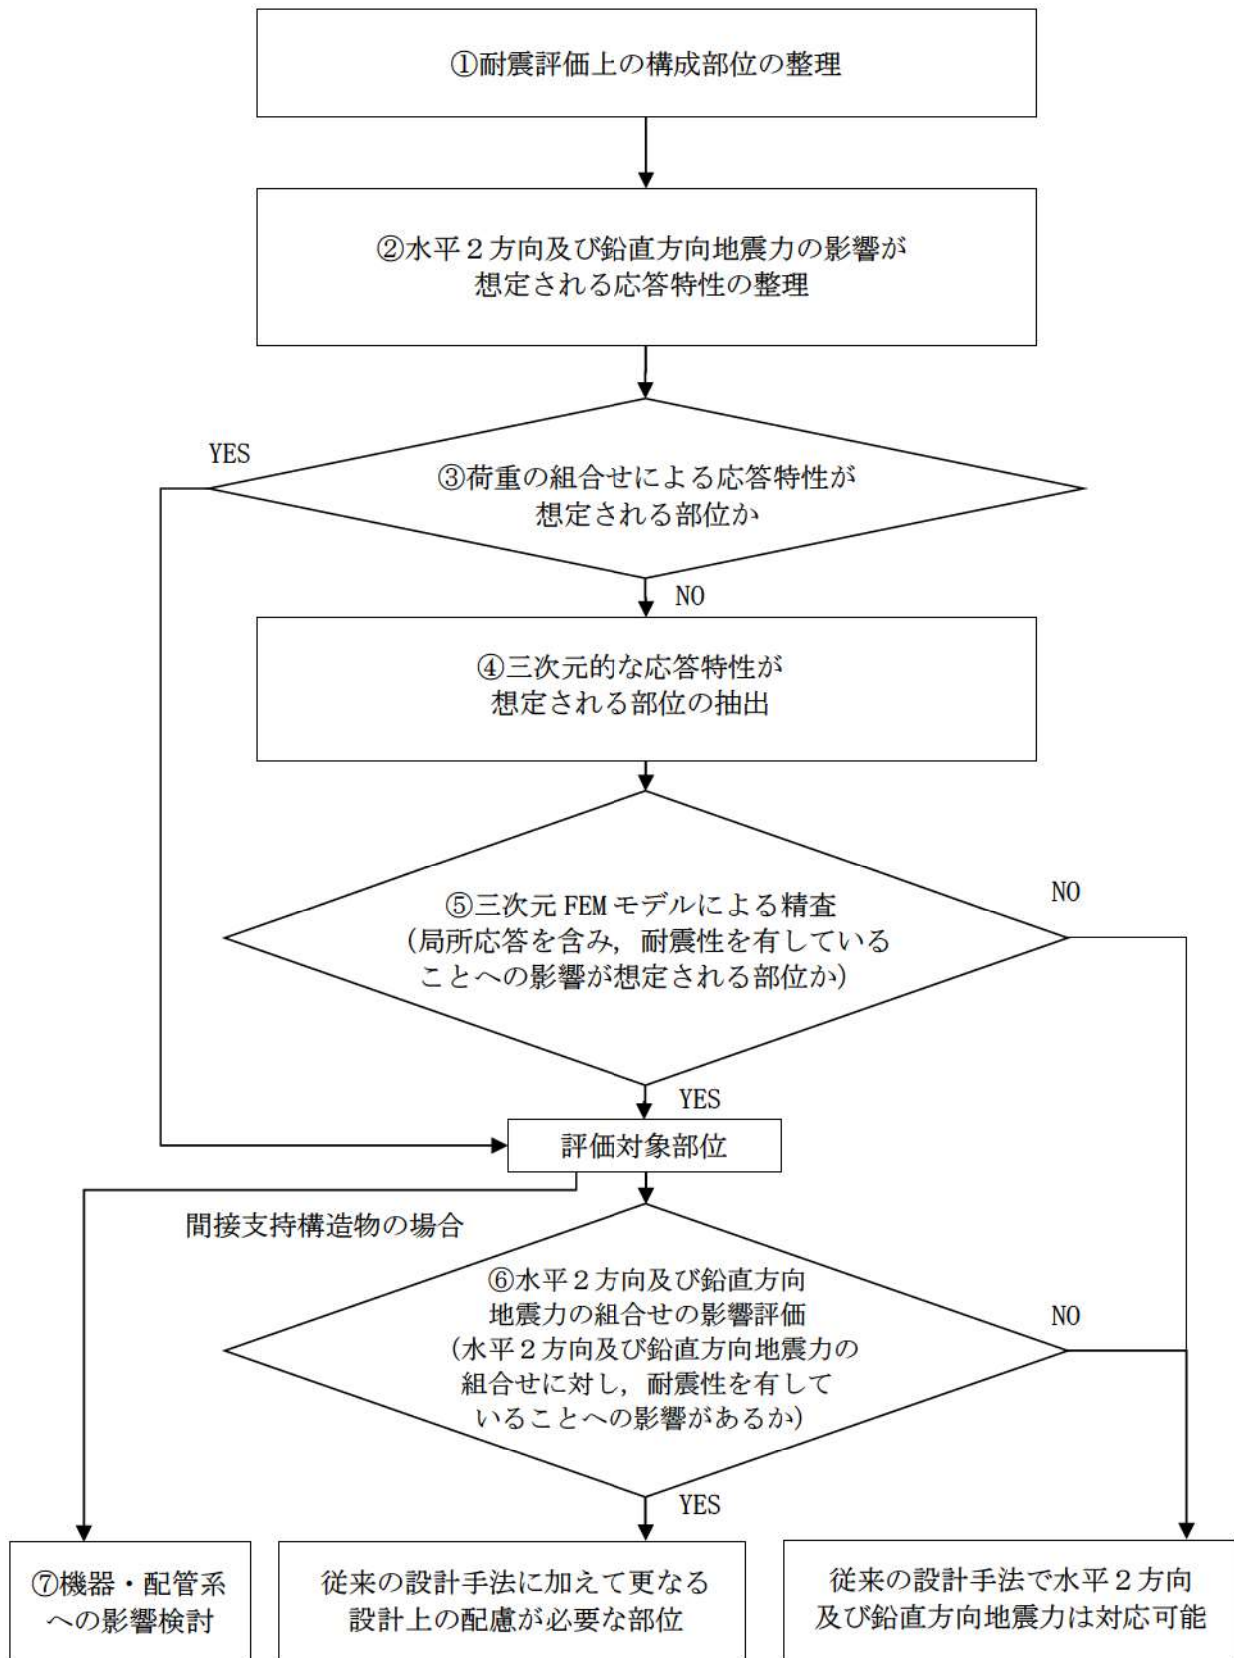 ①耐震評価上の構成部位の整理
②水平２方向及び鉛直方向地震力の影響が
想定される応答特性の整理
YES
③荷重の組合せによる応答特性が
想定される部位か
NO
④三次元的な応答特性が
想定される部位の抽出
NO
⑤三次元 FEM モデルによる精査
（局所応答を含み，耐震性を有している
ことへの影響が想定される部位か）
YES
評価対象部位
間接支持構造物の場合
⑥水平２方向及び鉛直方向
地震力の組合せの影響評価
（水平２方向及び鉛直方向地震力の
組合せに対し，耐震性を有して
いることへの影響があるか）
NO
YES
⑦機器・配管系
への影響検討
従来の設計手法に加えて更なる
設計上の配慮が必要な部位
従来の設計手法で水平２方向
及び鉛直方向地震力は対応可能